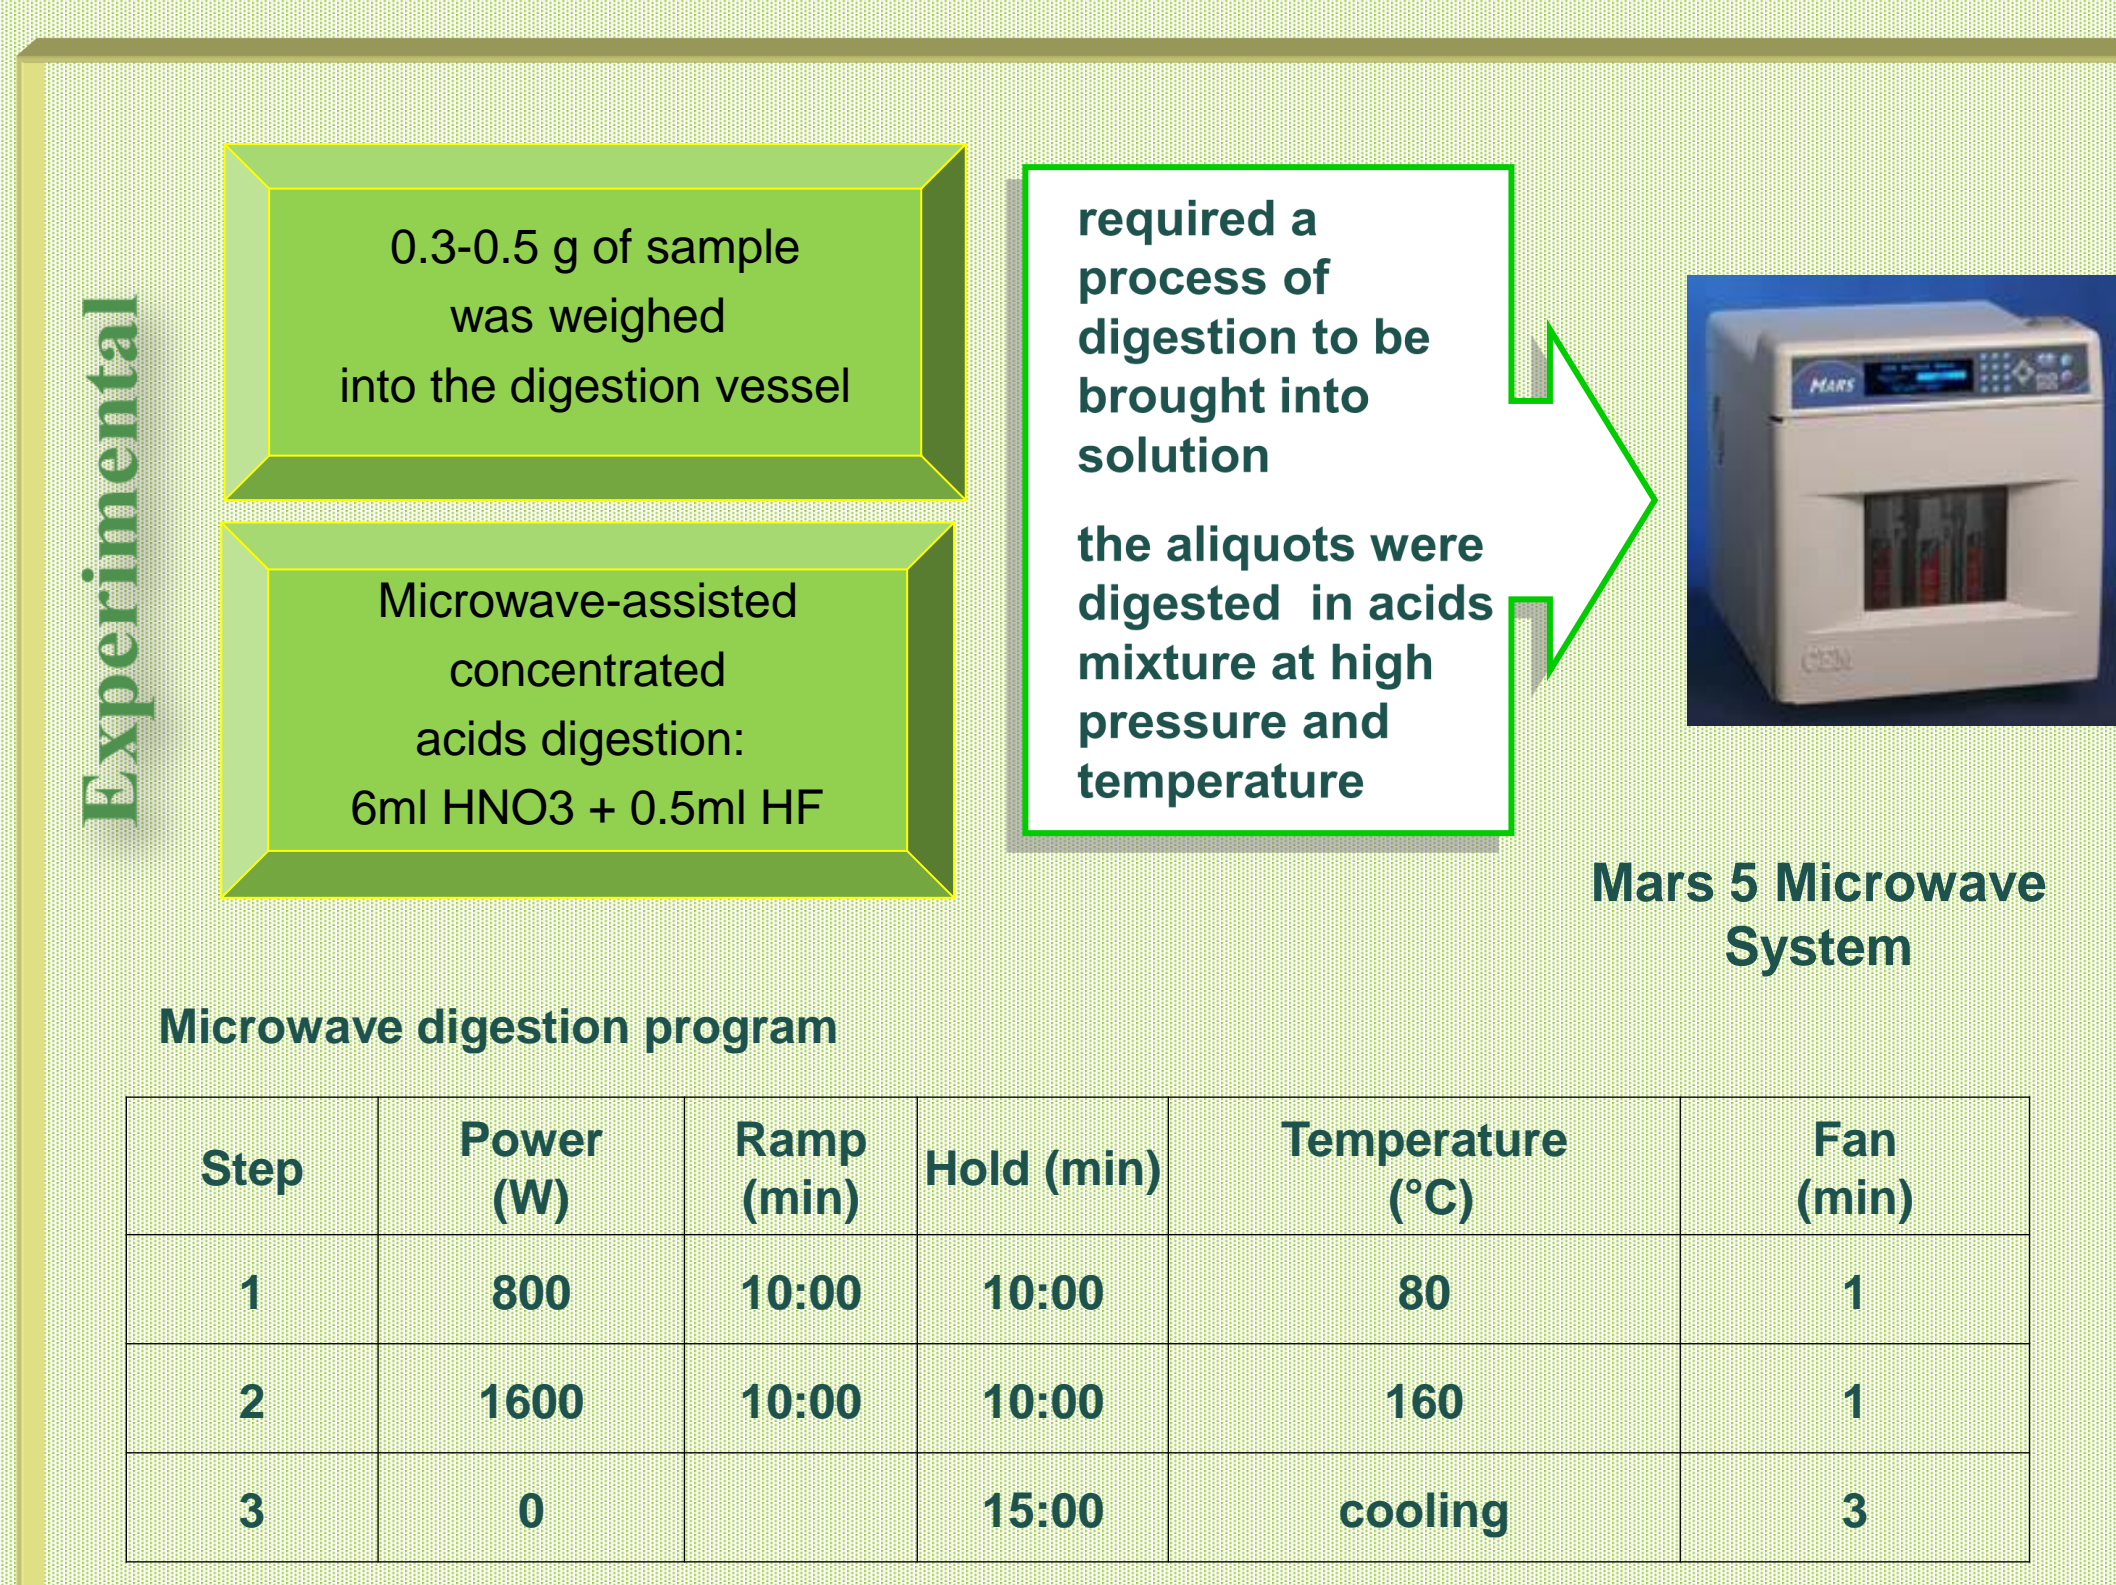 Experimental
0.3-0.5 g of sample
was weighed
into the digestion vessel
Microwave-assisted
concentrated
acids digestion:
6ml HNO3 + 0.5ml HF
required a
process of
digestion to be
brought into
solution
the aliquots were
digested in acids
mixture at high
pressure and
temperature
MARS
CEM
Mars 5 Microwave
System
Microwave digestion program
Step Power (W) Ramp (min) Hold (min) Temperature (°C) Fan (min)
1 800 10:00 10:00 80 1
2 1600 10:00 10:00 160 1
3 0 15:00 cooling 3